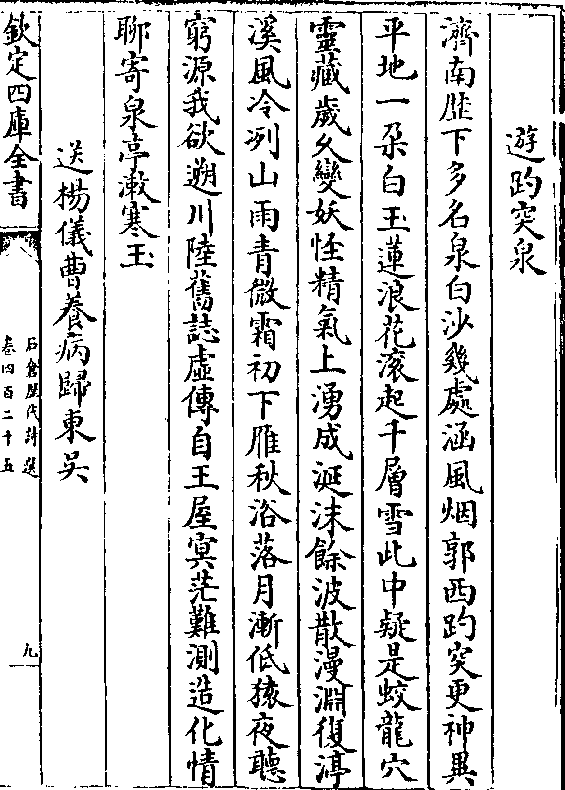 遊趵突泉
濟南歴下多名泉白沙幾處涵風烟郭西趵突更神異
平地一朶白玉蓮浪花滚起千層雪此中疑是蛟龍穴
靈藏歲久變妖怪精氣上湧成涎沫餘波散漫淵復渟
溪風冷冽山雨青微霜初下雁秋浴落月漸低猿夜聽
窮源我欲遡川陸舊誌虛傳自王屋冥茫難測造化情
聊寄泉亭漱寒玉
送楊儀曹養病歸東吳
欽定四庫全書
石倉歴代詩選
卷四百二十五
九